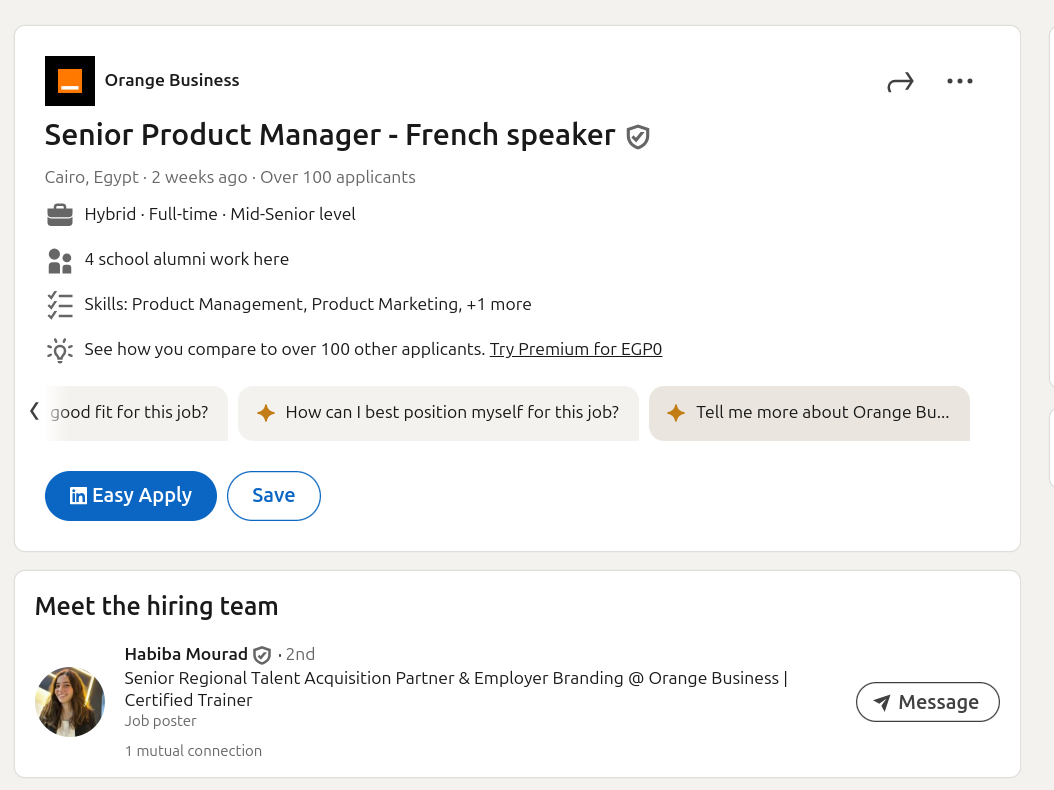 Orange Business
Senior Product Manager - French speaker
Cairo, Egypt · 2 weeks ago · Over 100 applicants
Hybrid · Full-time · Mid-Senior level
4 school alumni work here
Skills: Product Management, Product Marketing, +1 more
See how you compare to over 100 other applicants. Try Premium for EGP0
good fit for this job?
How can I best position myself for this job?
Tell me more about Orange Bu...
in Easy Apply
Save
Meet the hiring team
Habiba Mourad · 2nd
Senior Regional Talent Acquisition Partner & Employer Branding @ Orange Business |
Certified Trainer
Job poster
1 mutual connection
Message